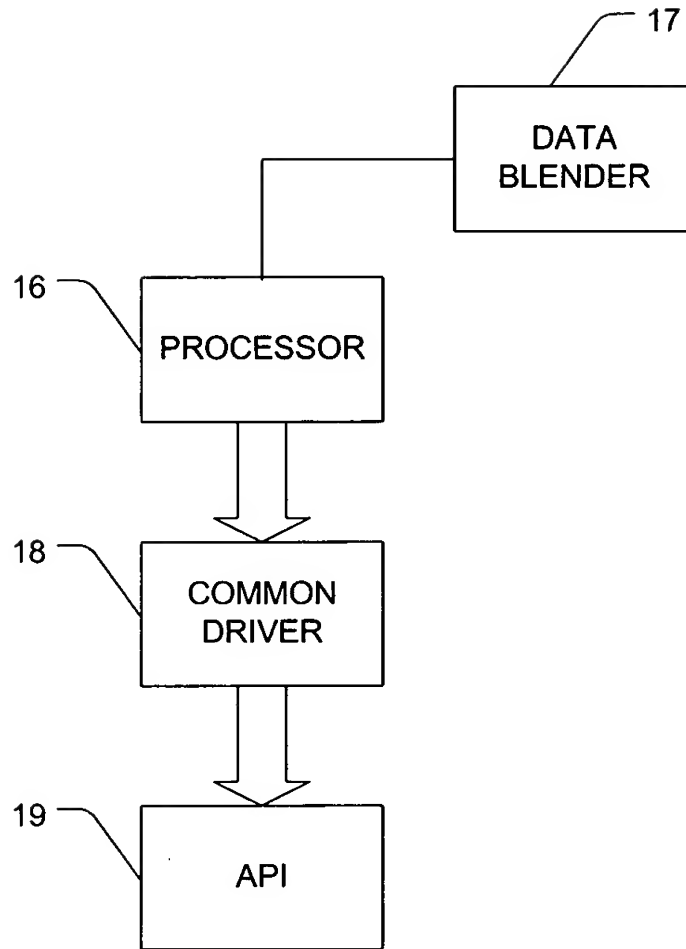 17
DATA
BLENDER
16
PROCESSOR
18
COMMON
DRIVER
19
API